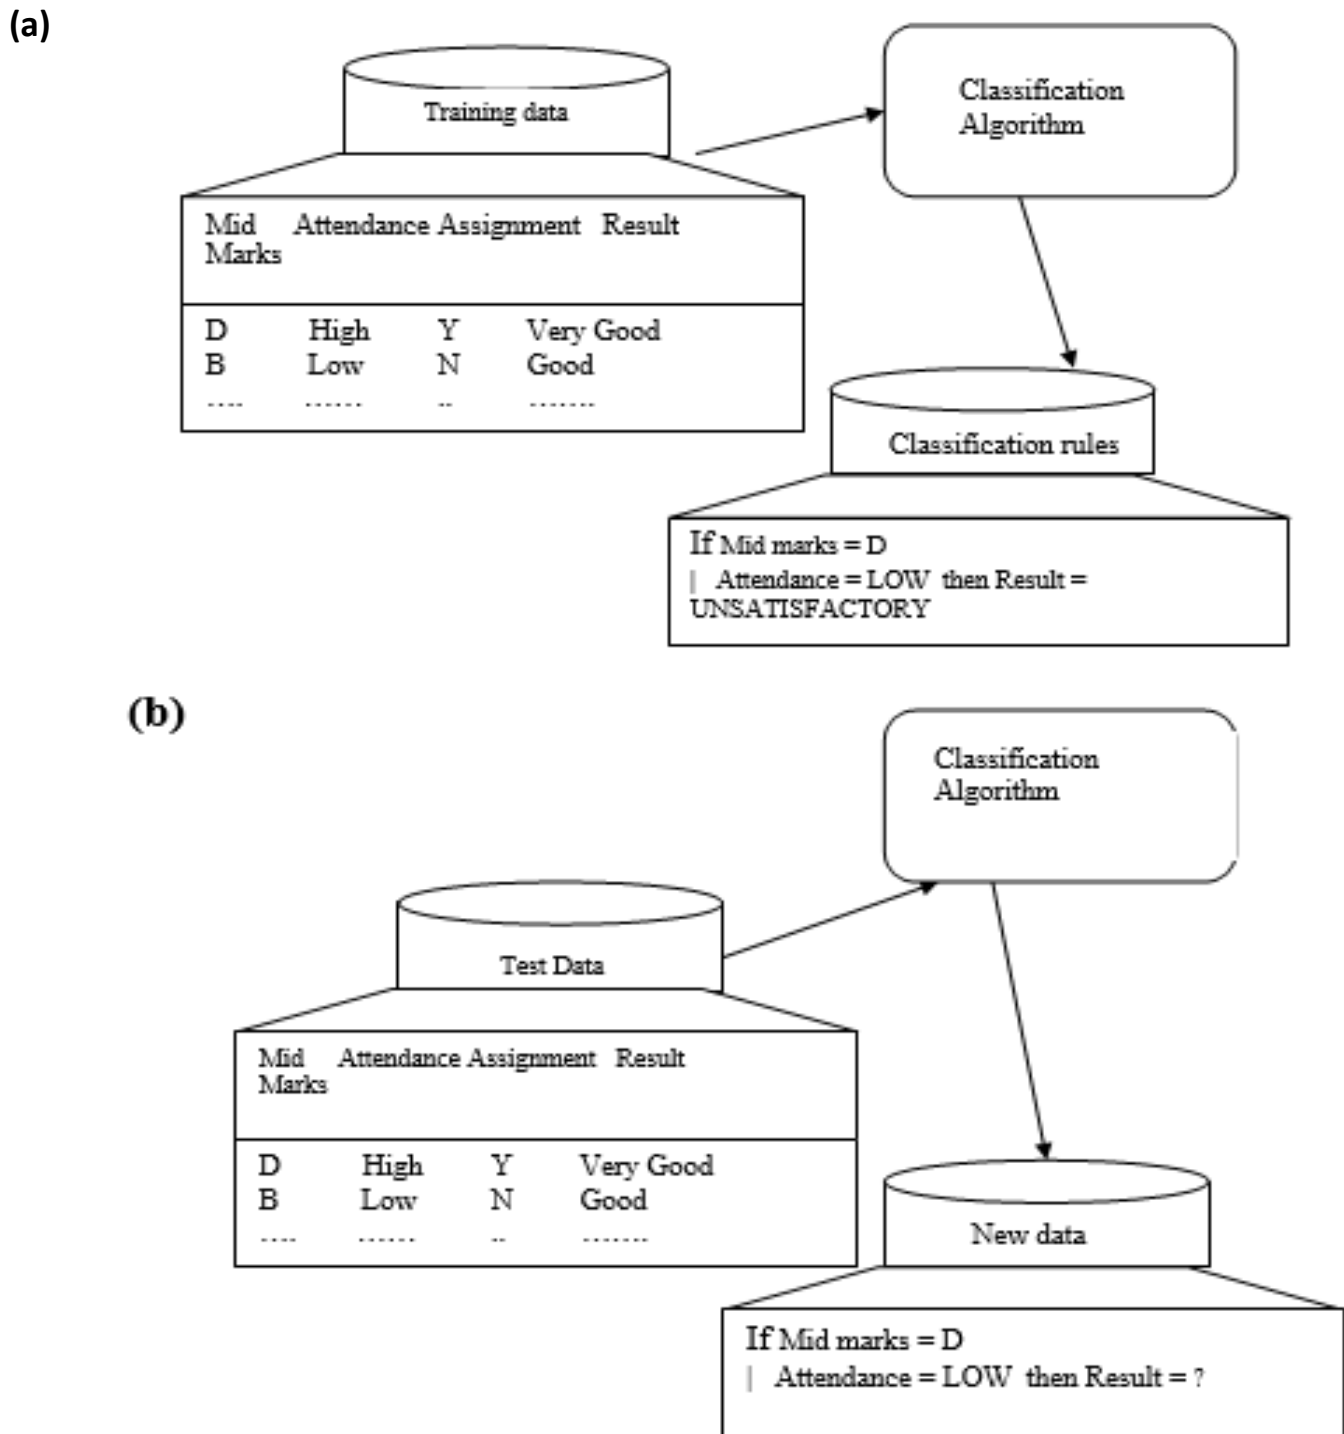 (a)
Training data
Classification
Algorithm
Mid Attendance Assignment Result
Marks
D High Y Very Good
B Low N Good
.... ...... .. .......
Classification rules
If Mid marks = D
| Attendance = LOW then Result =
UNSATISFACTORY
(b)
Classification
Algorithm
Test Data
Mid Attendance Assignment Result
Marks
D High Y Very Good
B Low N Good
.... ...... .. .......
New data
If Mid marks = D
| Attendance = LOW then Result = ?